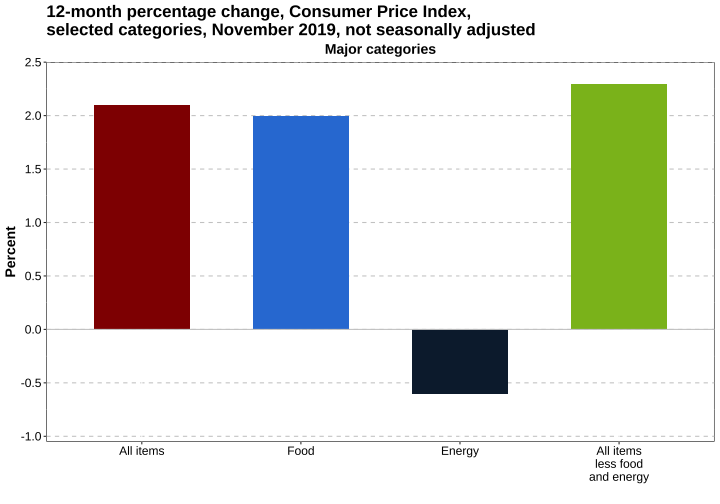 12-month percentage change, Consumer Price Index,
selected categories, November 2019, not seasonally adjusted
Major categories
Percent
2.5
2.0
1.5
1.0
0.5
0.0
-0.5
-1.0
All items
Food
Energy
All items
less food
and energy